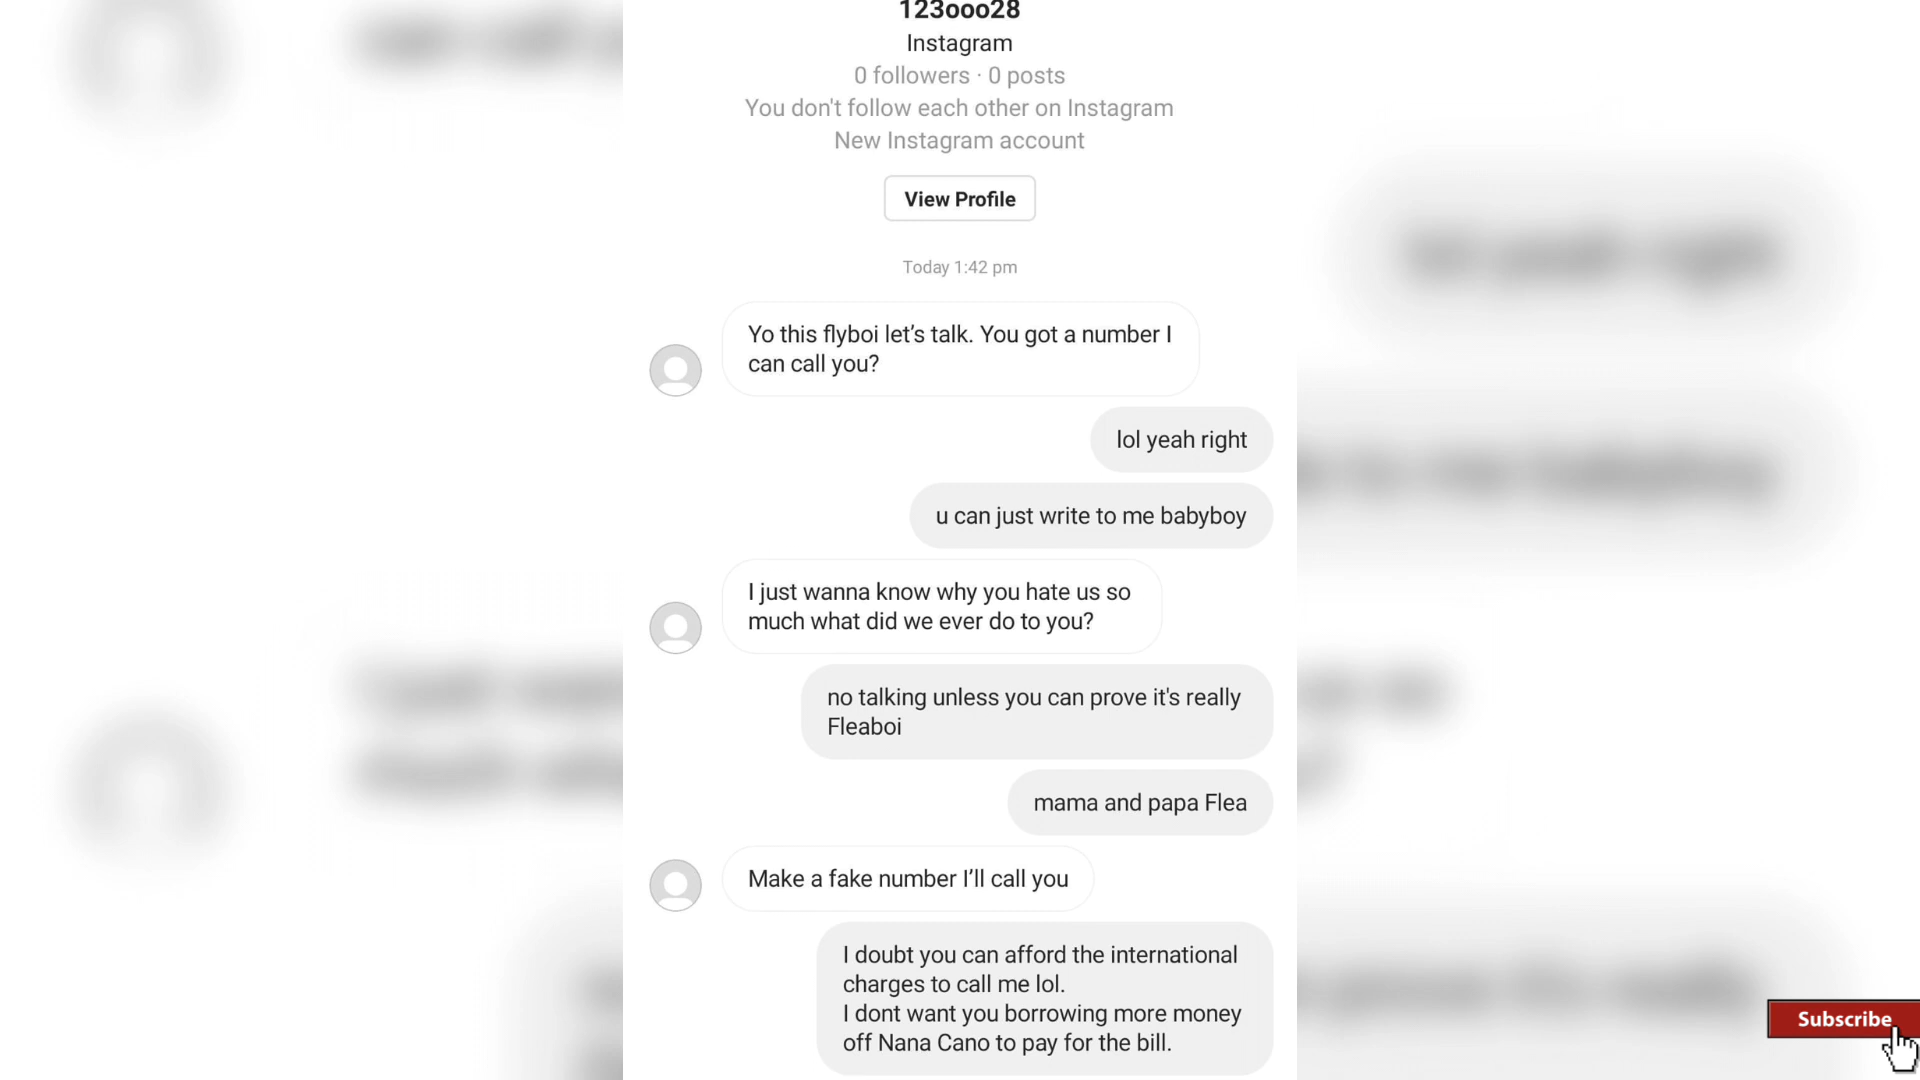 123ooo28
Instagram
0 followers · 0 posts
You don't follow each other on Instagram
New Instagram account
View Profile
Today 1:42 pm
Yo this flyboi let’s talk. You got a number I
can call you?
lol yeah right
u can just write to me babyboy
I just wanna know why you hate us so
much what did we ever do to you?
no talking unless you can prove it's really
Fleaboi
mama and papa Flea
Make a fake number I’ll call you
I doubt you can afford the international
charges to call me lol.
I dont want you borrowing more money
off Nana Cano to pay for the bill.
Subscribe